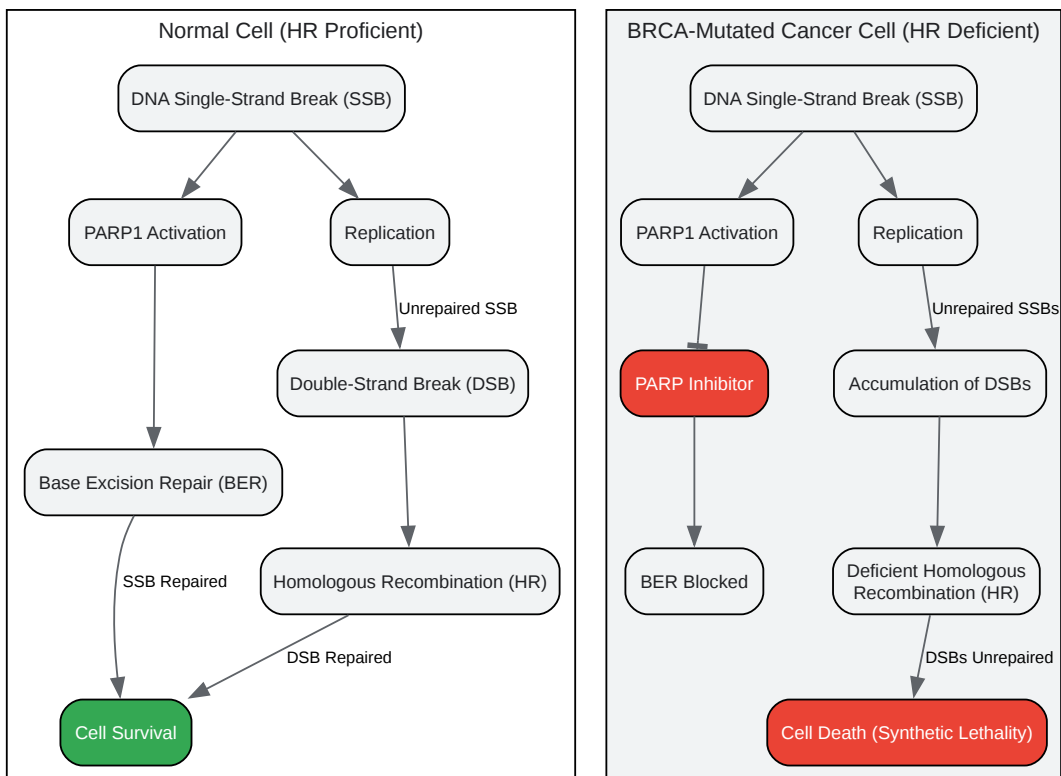 Normal Cell (HR Proficient)
DNA Single-Strand Break (SSB)
PARP1 Activation
Replication
Unrepaired SSB
Double-Strand Break (DSB)
Base Excision Repair (BER)
SSB Repaired
Homologous Recombination (HR)
DSB Repaired
Cell Survival
BRCA-Mutated Cancer Cell (HR Deficient)
DNA Single-Strand Break (SSB)
PARP1 Activation
Replication
Unrepaired SSBs
PARP Inhibitor
Accumulation of DSBs
BER Blocked
Deficient Homologous
Recombination (HR)
DSBs Unrepaired
Cell Death (Synthetic Lethality)